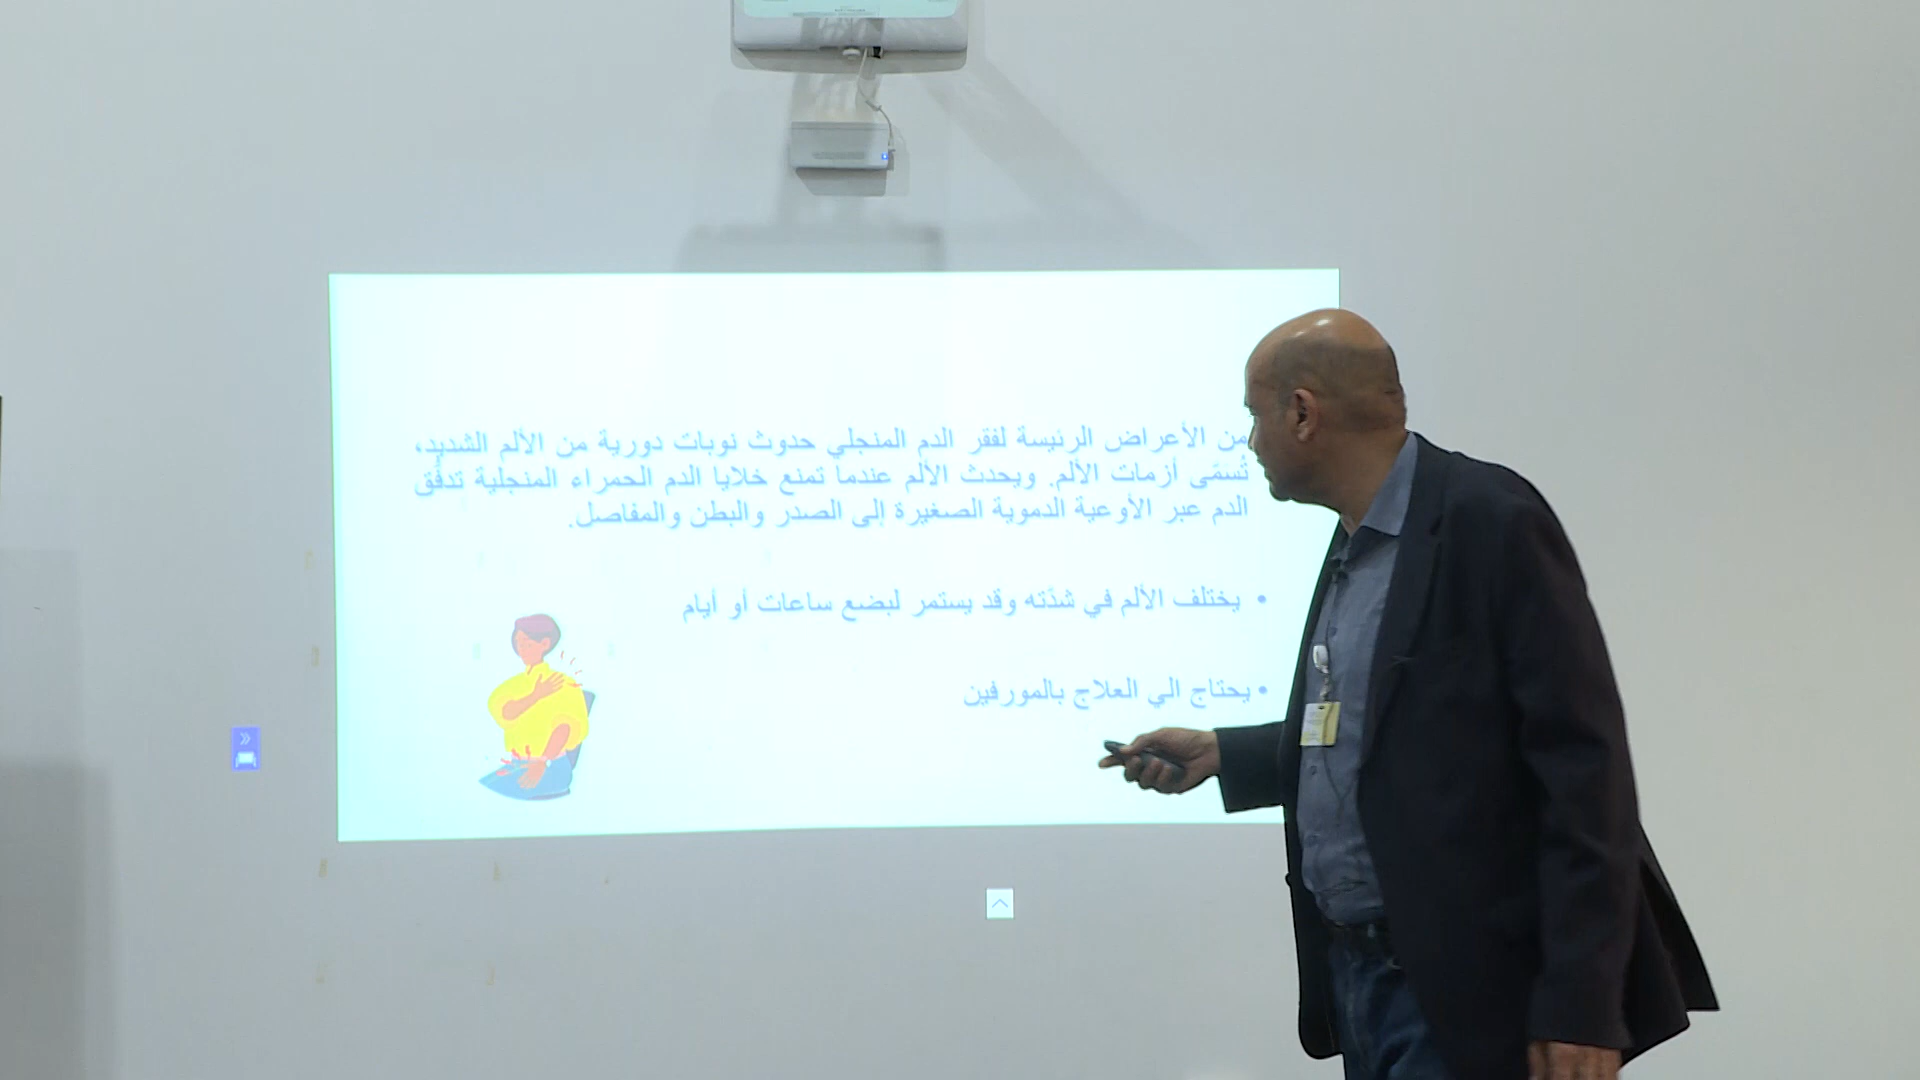 من الأعراض الرئيسة لفقر الدم المنجلي حدوث نوبات دورية من الألم الشديد،
تُسَمّى أزمات الألم. ويحدث الألم عندما تمنع خلايا الدم الحمراء المنجلية تدفُّق
الدم عبر الأوعية الدموية الصغيرة إلى الصدر والبطن والمفاصل.
• يختلف الألم في شدّته وقد يستمر لبضع ساعات أو أيام
• يحتاج الي العلاج بالمورفين